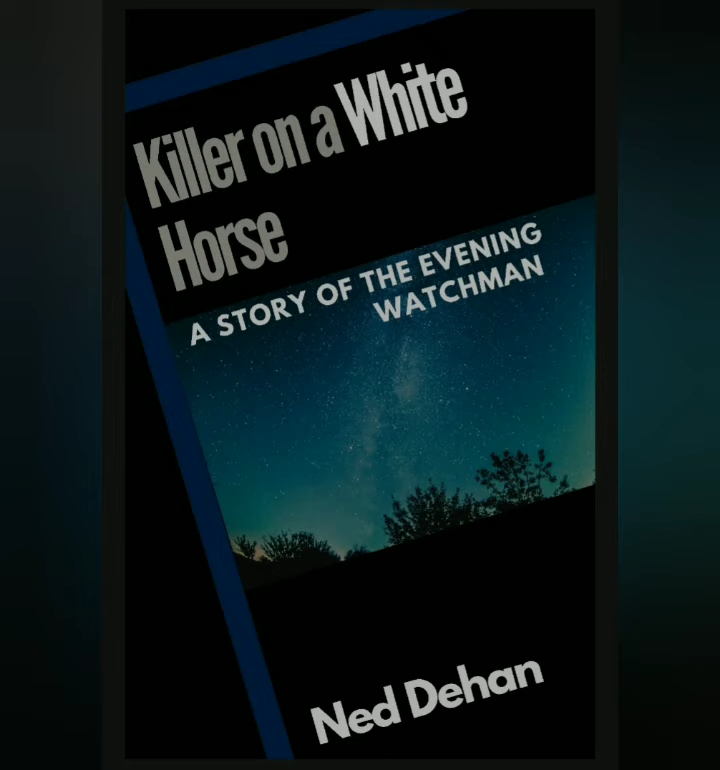 Killer on a White
Horse
A STORY OF THE EVENING
WATCHMAN
Ned Dehan